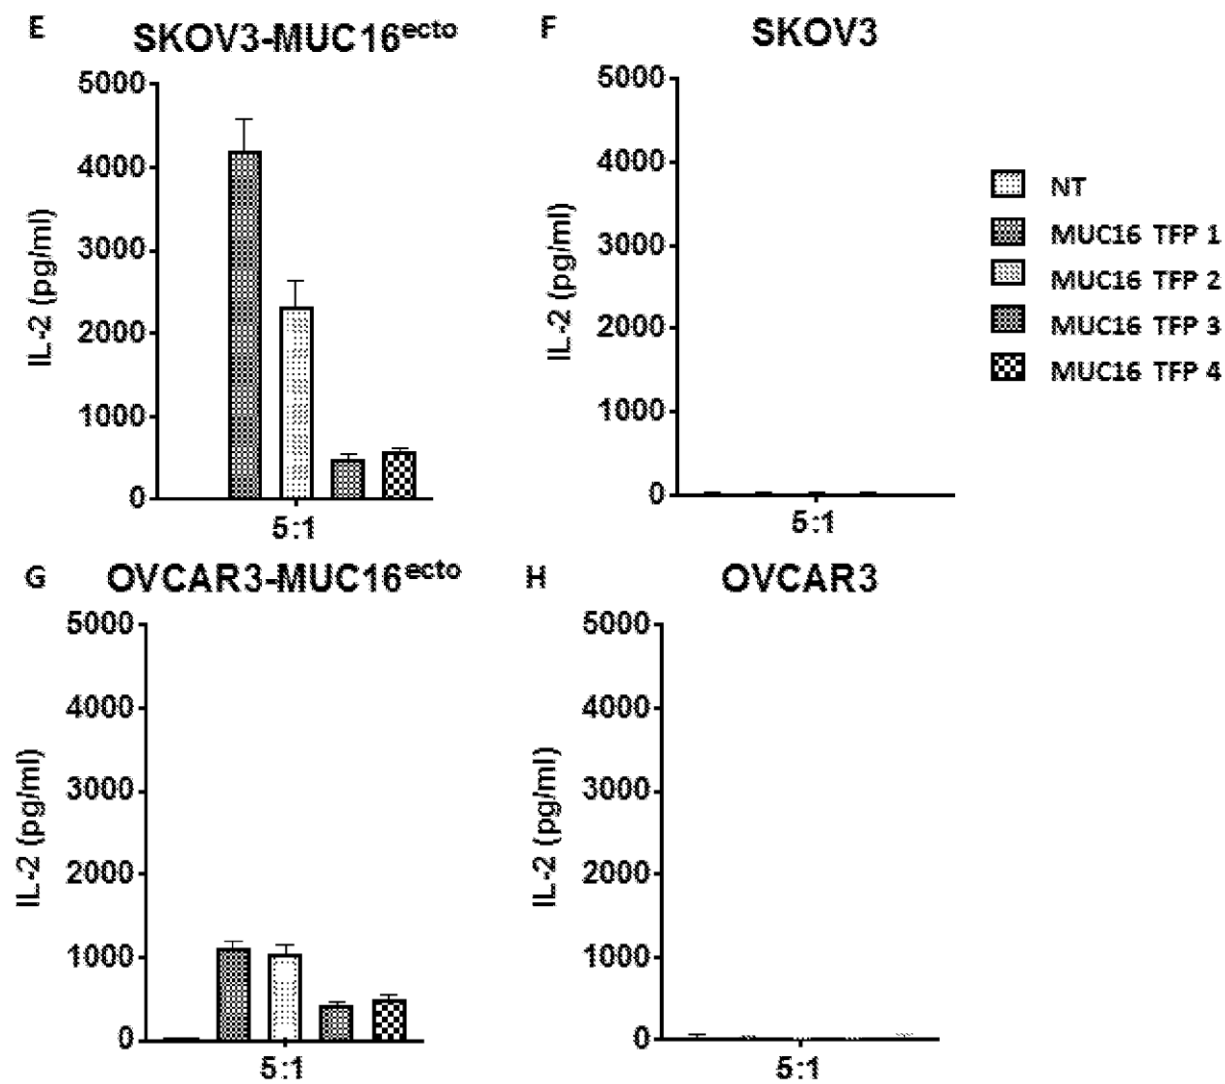 E SKOV3-MUC16ecto
5000
4000
3000
2000
1000
0
IL-2 (pg/ml)
5:1
F SKOV3
5000
4000
3000
2000
1000
0
IL-2 (pg/ml)
5:1
NT
MUC16 TFP 1
MUC16 TFP 2
MUC16 TFP 3
MUC16 TFP 4
G OVCAR3-MUC16ecto
5000
4000
3000
2000
1000
0
IL-2 (pg/ml)
5:1
H OVCAR3
5000
4000
3000
2000
1000
0
IL-2 (pg/ml)
5:1